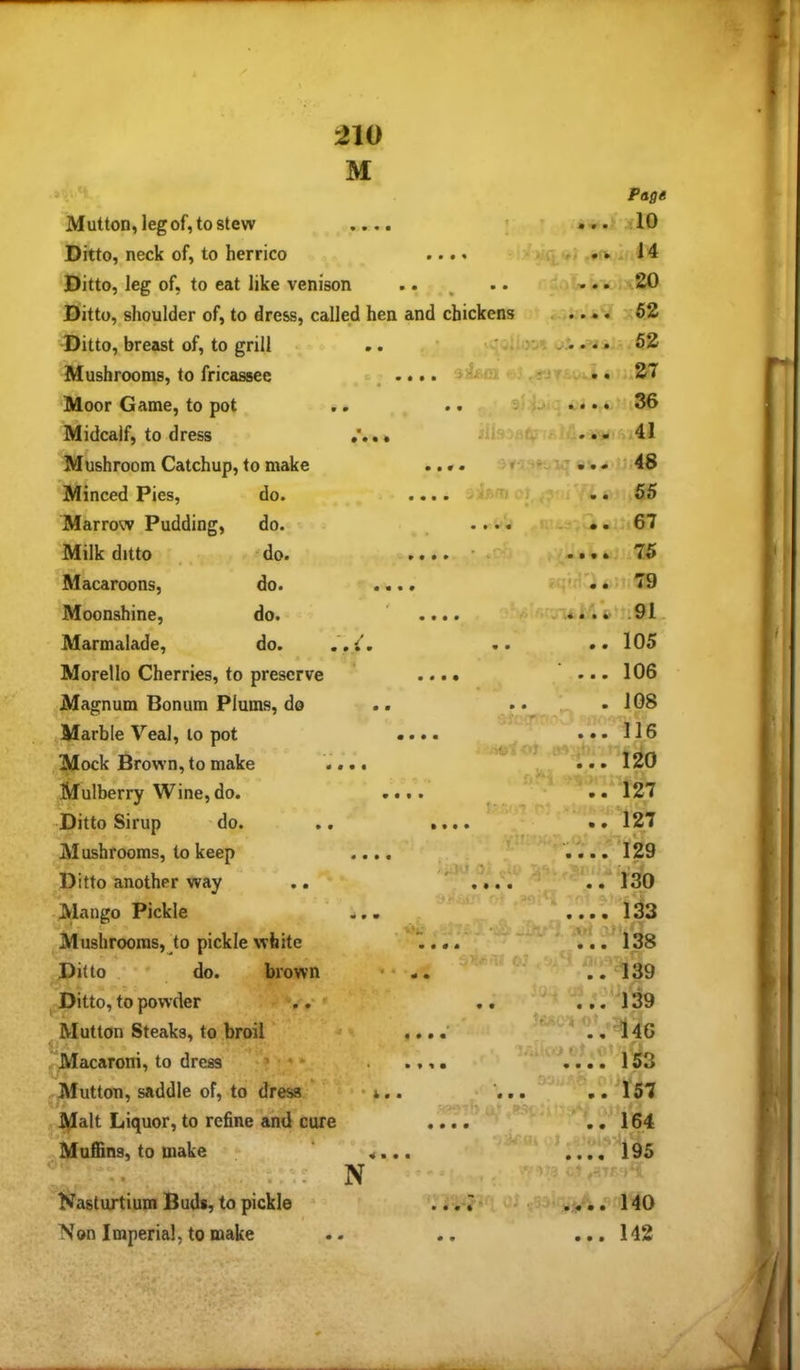 210
M
Page
Mutton, leg of, to stew .... ... 10
Ditto, neck of, to herrico .... .. 14
Ditto, leg of, to eat like venison .. .. ... 20
Ditto, shoulder of, to dress, called hen and chickens .... 52
Ditto, breast of, to grill .. .... 52
Mushrooms, to fricassee .... .. 27
Moor Game, to pot .. .. .... 36
Midcalf, to dress .... ... 41
Mushroom Catchup, to make .... ... 48
Minced Pies, do. .... .. 55
Marrow Pudding, do. .... .. 67
Milk ditto do. .... .... 75
Macaroons, do. .... .. 79
Moonshine, do. .... .... 91
Marmalade, do. ... .. .. 105
Morello Cherries, to preserve .... ... 106
Magnum Bonum Plums, do .. .. . 108
Marble Veal, to pot .... ... 116
Mock Brown, to make .... ... 120
Mulberry Wine, do. .... .. 127
Ditto Sirup do. .. .... .. 127
Mushrooms, to keep .... .... 129
Ditto another way .. .... .. 130
Mango Pickle ... .... 133
Mushrooms, to pickle white .... ... 138
Ditto do. brown .. .. 139
Ditto, to powder .. .. ... 139
Mutton Steaks, to broil .... .. 146
Macaroni, to dress .... .... 153
Mutton, saddle of, to dress ... ... .. 157
Malt Liquor, to refine and cure .... .. 164
Muffins, to make .... .... 195
N
Nasturtium Buds, to pickle .... .... 140
Non Imperial, to make .. .. ... 142